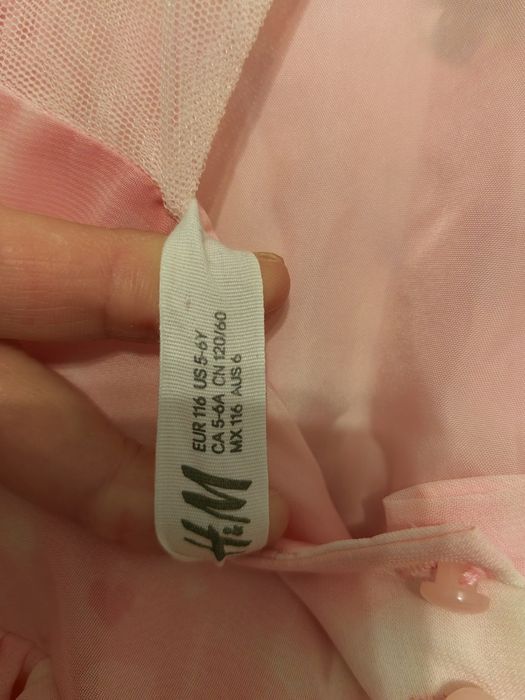 H&M
EUR 116 US 5-6Y
CA 5-6A CN 120/60
MX 116 AUS 6